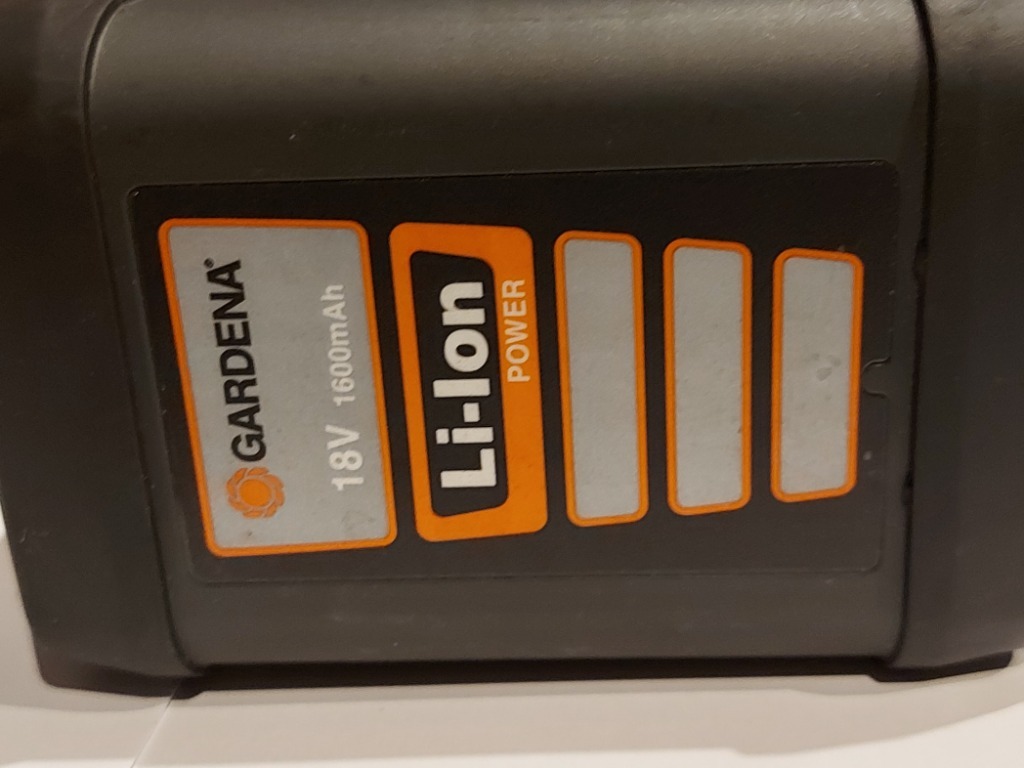 GARDENA®
18V 1600mAh
Li-Ion
POWER